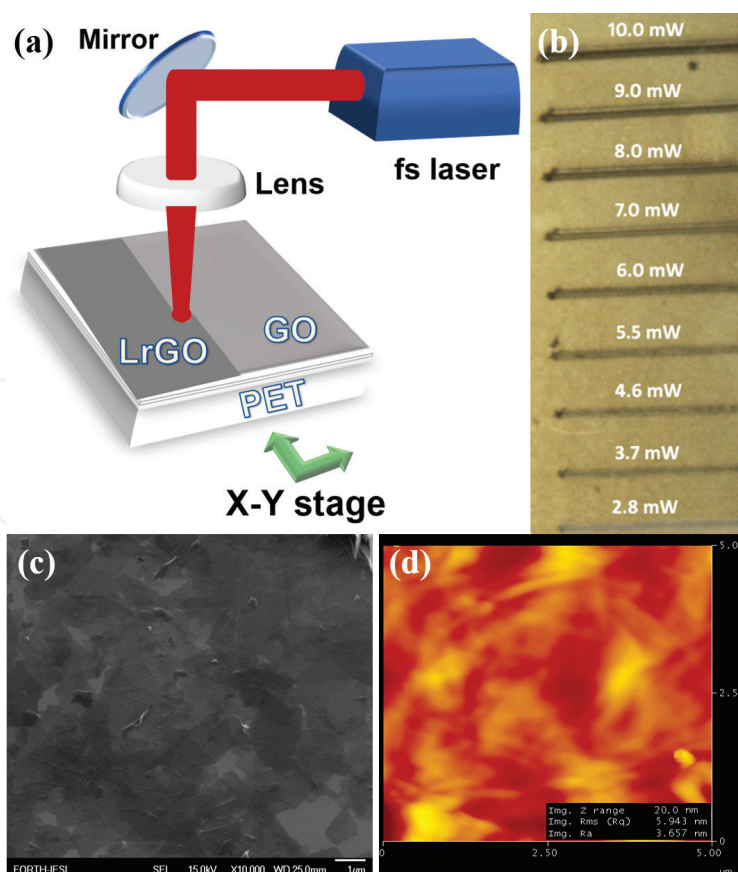 (a)
Mirror
fs laser
Lens
LrGO
GO
PET
X-Y stage
(b)
10.0 mW
9.0 mW
8.0 mW
7.0 mW
6.0 mW
5.5 mW
4.6 mW
3.7 mW
2.8 mW
(c)
FORTH-IESL SEI 15.0kV X10,000 WD 25.0mm 1µm
(d)
5.0
2.5
Img. Z range 20.0 nm
Img. Rms (Rq) 5.943 nm
Img. Ra 3.657 nm
0
0 2.50 5.00
µm